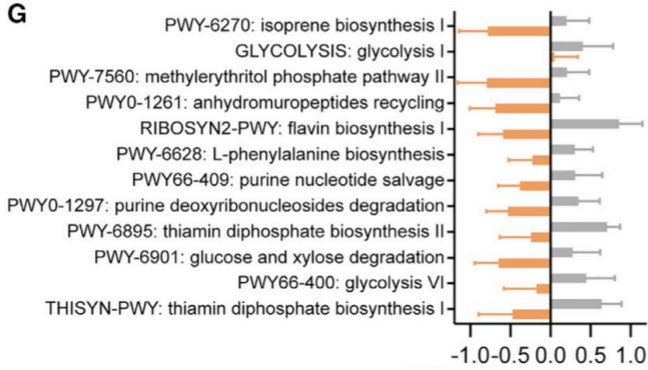 G
PWY-6270: isoprene biosynthesis I
GLYCOLYSIS: glycolysis I
PWY-7560: methylerythritol phosphate pathway II
PWY0-1261: anhydromuropeptides recycling
RIBOSYN2-PWY: flavin biosynthesis I
PWY-6628: L-phenylalanine biosynthesis
PWY66-409: purine nucleotide salvage
PWY0-1297: purine deoxyribonucleosides degradation
PWY-6895: thiamin diphosphate biosynthesis II
PWY-6901: glucose and xylose degradation
PWY66-400: glycolysis VI
THISYN-PWY: thiamin diphosphate biosynthesis I
-1.0 -0.5 0.0 0.5 1.0